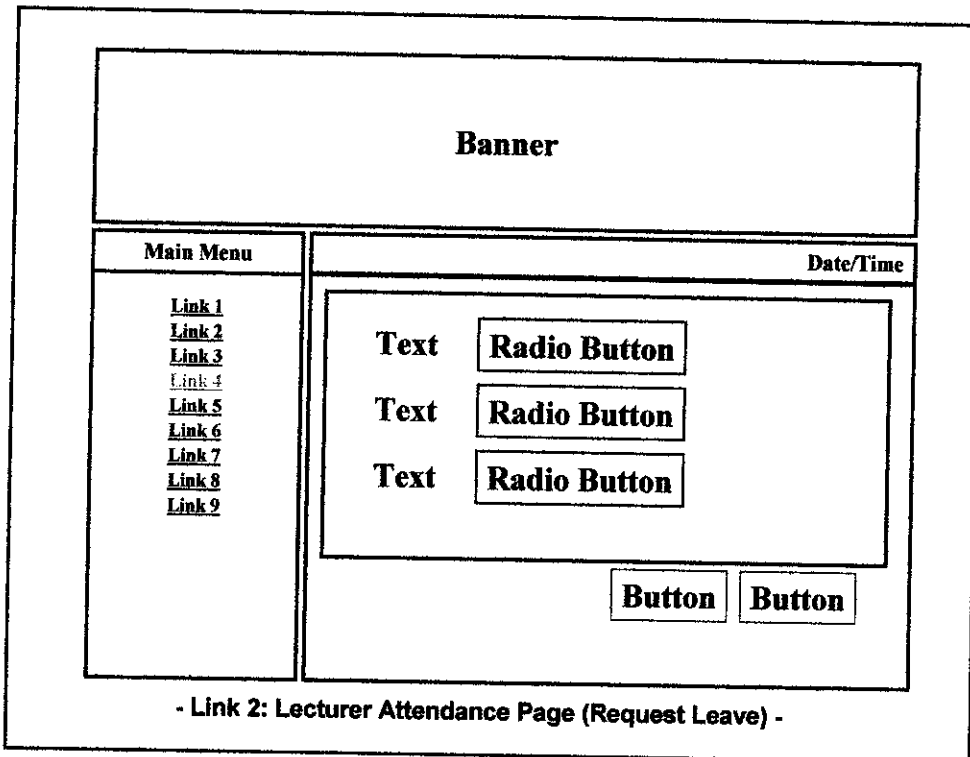 Banner
Main Menu
Date/Time
Link 1
Link 2
Link 3
Link 4
Link 5
Link 6
Link 7
Link 8
Link 9
Text Radio Button
Text Radio Button
Text Radio Button
Button Button
- Link 2: Lecturer Attendance Page (Request Leave) -